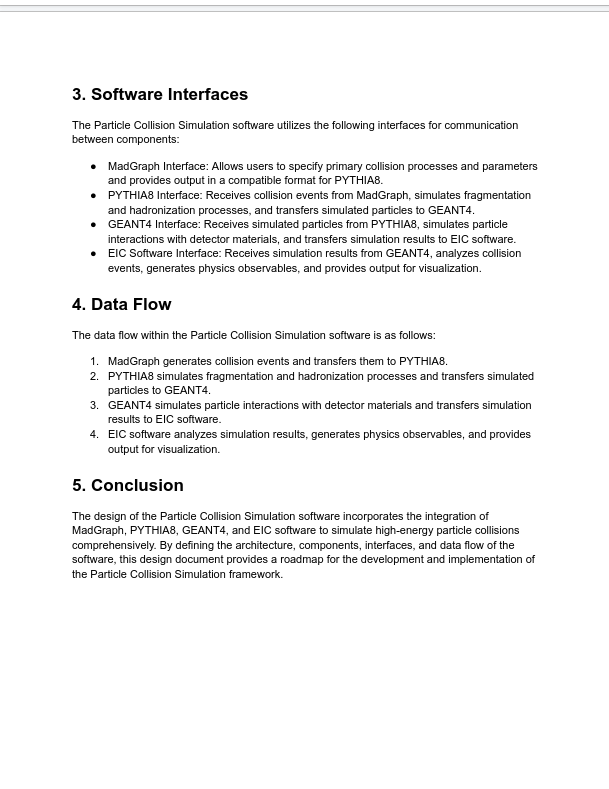 3. Software Interfaces
The Particle Collision Simulation software utilizes the following interfaces for communication
between components:
● MadGraph Interface: Allows users to specify primary collision processes and parameters
and provides output in a compatible format for PYTHIA8.
● PYTHIA8 Interface: Receives collision events from MadGraph, simulates fragmentation
and hadronization processes, and transfers simulated particles to GEANT4.
● GEANT4 Interface: Receives simulated particles from PYTHIA8, simulates particle
interactions with detector materials, and transfers simulation results to EIC software.
● EIC Software Interface: Receives simulation results from GEANT4, analyzes collision
events, generates physics observables, and provides output for visualization.
4. Data Flow
The data flow within the Particle Collision Simulation software is as follows:
1. MadGraph generates collision events and transfers them to PYTHIA8.
2. PYTHIA8 simulates fragmentation and hadronization processes and transfers simulated
particles to GEANT4.
3. GEANT4 simulates particle interactions with detector materials and transfers simulation
results to EIC software.
4. EIC software analyzes simulation results, generates physics observables, and provides
output for visualization.
5. Conclusion
The design of the Particle Collision Simulation software incorporates the integration of
MadGraph, PYTHIA8, GEANT4, and EIC software to simulate high-energy particle collisions
comprehensively. By defining the architecture, components, interfaces, and data flow of the
software, this design document provides a roadmap for the development and implementation of
the Particle Collision Simulation framework.